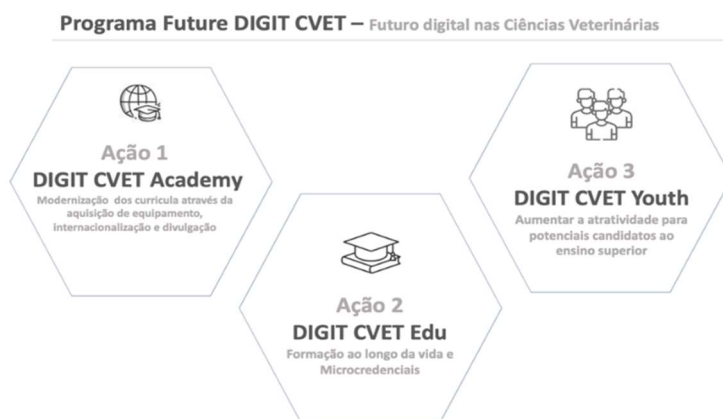 Programa Future DIGIT CVET – Futuro digital nas Ciências Veterinárias
Ação 1
DIGIT CVET Academy
Modernização dos curricula através da
aquisição de equipamento,
internacionalização e divulgação
Ação 2
DIGIT CVET Edu
Formação ao longo da vida e
Microcredenciais
Ação 3
DIGIT CVET Youth
Aumentar a atratividade para
potenciais candidatos ao
ensino superior